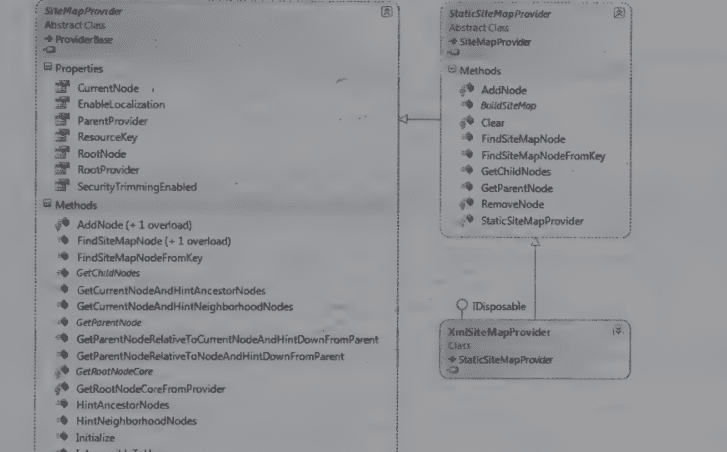 SiteMapProvider
Abstract Class
ProviderBase
Properties
CurrentNode
EnableLocalization
ParentProvider
ResourceKey
RootNode
RootProvider
SecurityTrimmingEnabled
Methods
AddNode (+ 1 overload)
FindSiteMapNode (+ 1 overload)
FindSiteMapNodeFromKey
GetChildNodes
GetCurrentNodeAndHintAncestorNodes
GetCurrentNodeAndHintNeighborhoodNodes
GetParentNode
GetParentNodeRelativeToCurrentNodeAndHintDownFromParent
GetParentNodeRelativeToNodeAndHintDownFromParent
GetRootNodeCore
GetRootNodeCoreFromProvider
HintAncestorNodes
HintNeighborhoodNodes
Initialize
StaticSiteMapProvider
Abstract Class
SiteMapProvider
Methods
AddNode
BuildSiteMap
Clear
FindSiteMapNode
FindSiteMapNodeFromKey
GetChildNodes
GetParentNode
RemoveNode
StaticSiteMapProvider
IDisposable
XmlSiteMapProvider
Class
StaticSiteMapProvider